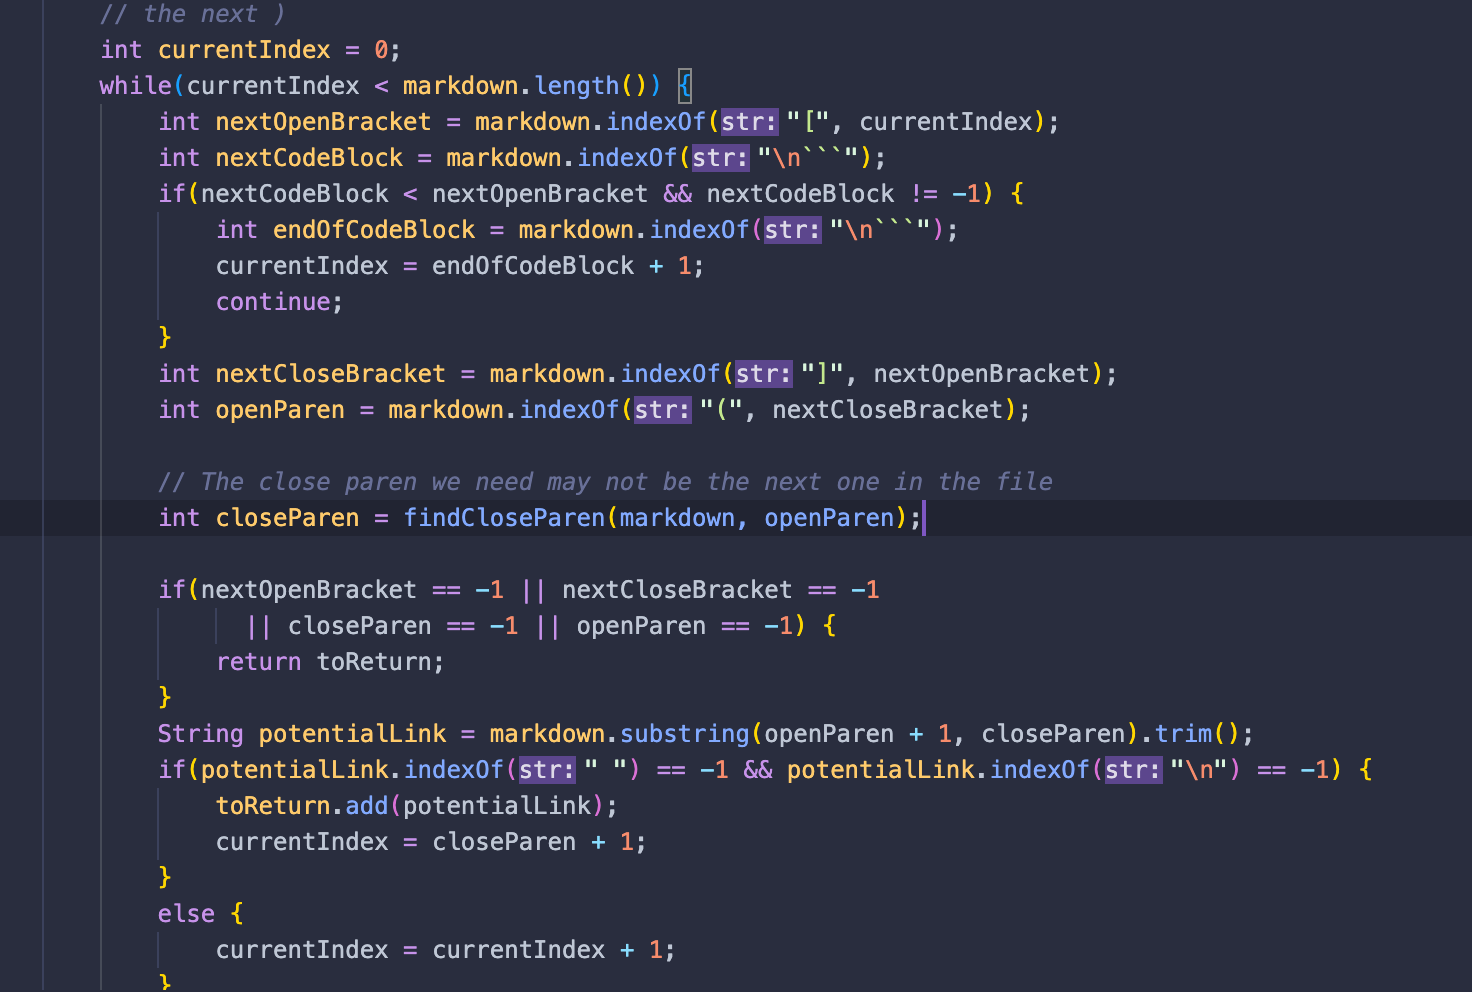 // the next )
int currentIndex = 0;
while(currentIndex < markdown.length()) {
int nextOpenBracket = markdown.indexOf(str: "[", currentIndex);
int nextCodeBlock = markdown.indexOf(str: "\n```");
if(nextCodeBlock < nextOpenBracket && nextCodeBlock != -1) {
int endOfCodeBlock = markdown.indexOf(str: "\n```");
currentIndex = endOfCodeBlock + 1;
continue;
}
int nextCloseBracket = markdown.indexOf(str: "]", nextOpenBracket);
int openParen = markdown.indexOf(str: "(", nextCloseBracket);
// The close paren we need may not be the next one in the file
int closeParen = findCloseParen(markdown, openParen);
if(nextOpenBracket == -1 || nextCloseBracket == -1
|| closeParen == -1 || openParen == -1) {
return toReturn;
}
String potentialLink = markdown.substring(openParen + 1, closeParen).trim();
if(potentialLink.indexOf(str: " ") == -1 && potentialLink.indexOf(str: "\n") == -1) {
toReturn.add(potentialLink);
currentIndex = closeParen + 1;
}
else {
currentIndex = currentIndex + 1;
}